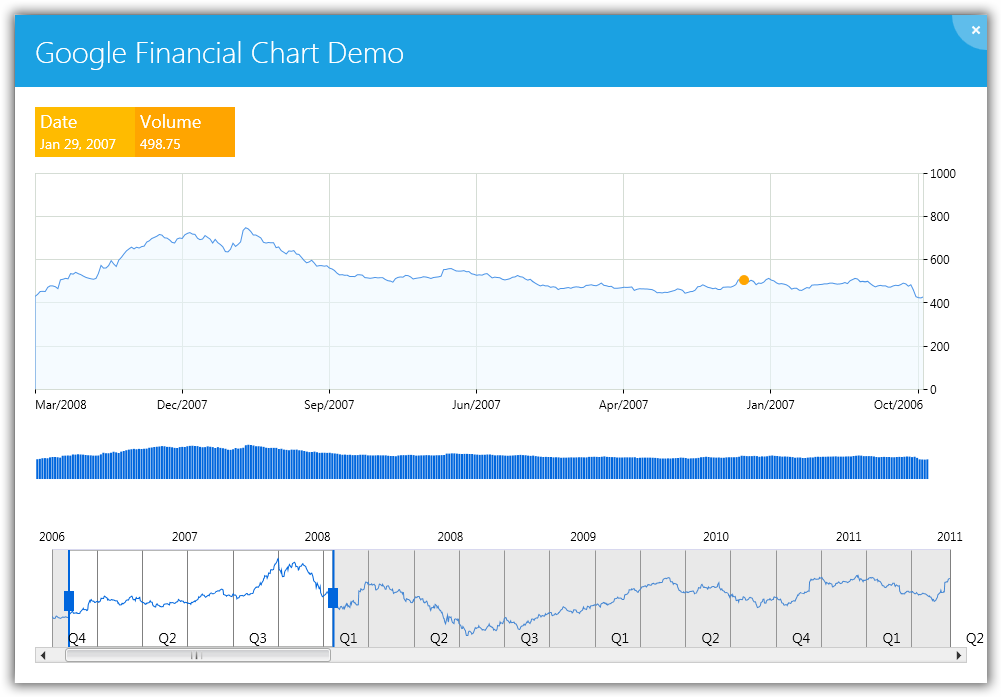 Google Financial Chart Demo
Date Volume
Jan 29, 2007 498.75
1000
800
600
400
200
0
Mar/2008 Dec/2007 Sep/2007 Jun/2007 Apr/2007 Jan/2007 Oct/2006
2006 2007 2008 2008 2009 2010 2011 2011
Q4 Q2 Q3 Q1 Q2 Q3 Q1 Q2 Q4 Q1 Q2